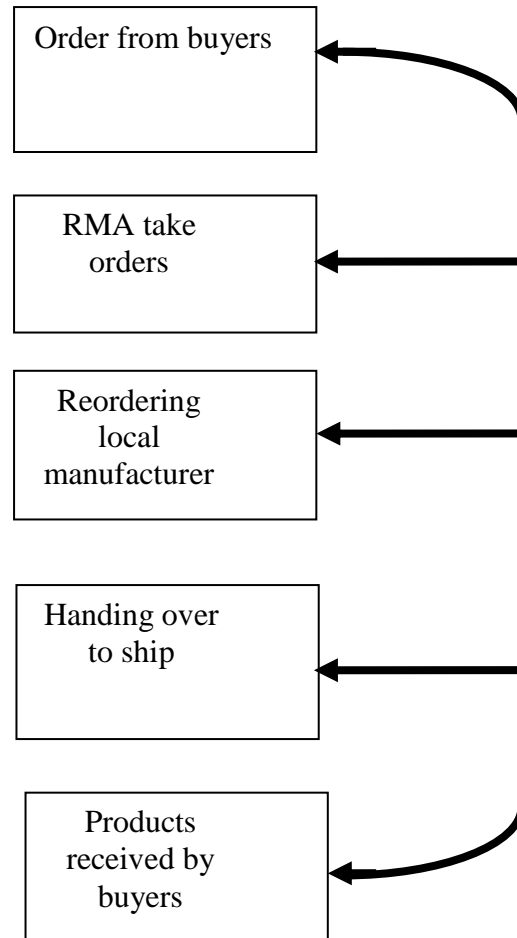 Order from buyers
RMA take
orders
Reordering
local
manufacturer
Handing over
to ship
Products
received by
buyers